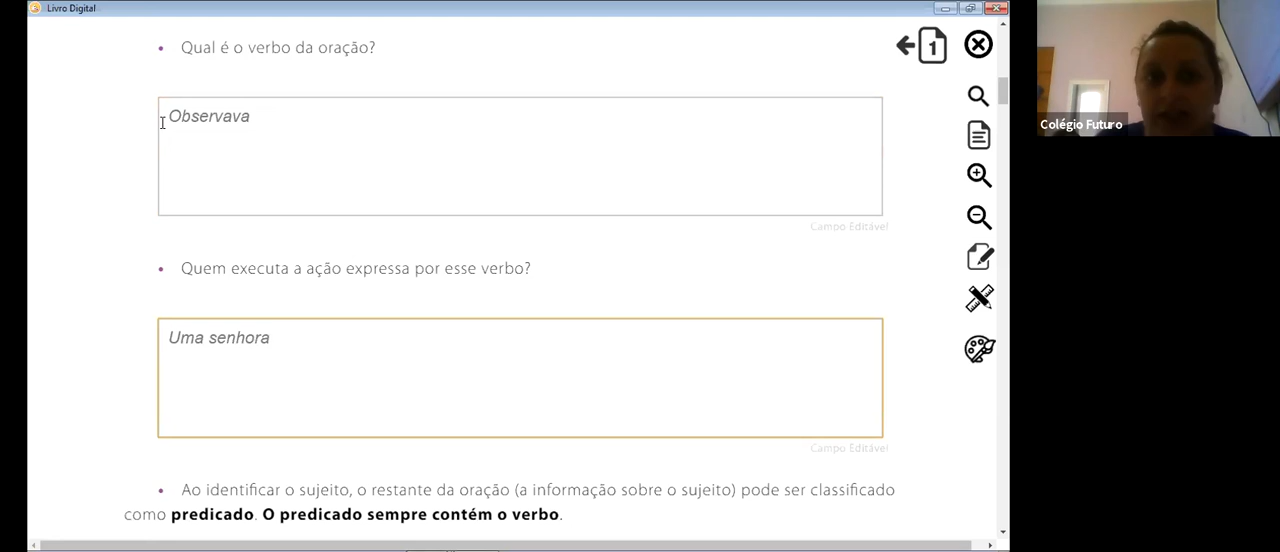 Livro Digital
• Qual é o verbo da oração?
1
Observava
Colégio Futuro
Campo Editável
• Quem executa a ação expressa por esse verbo?
Uma senhora
Campo Editável
• Ao identificar o sujeito, o restante da oração (a informação sobre o sujeito) pode ser classificado
como predicado. O predicado sempre contém o verbo.